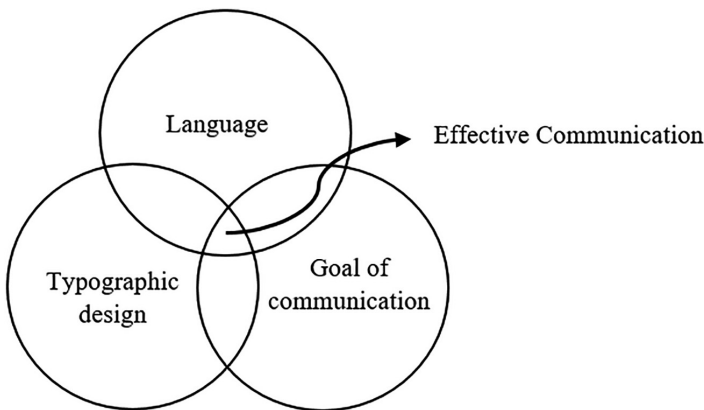 Language
Effective Communication
Typographic
design
Goal of
communication